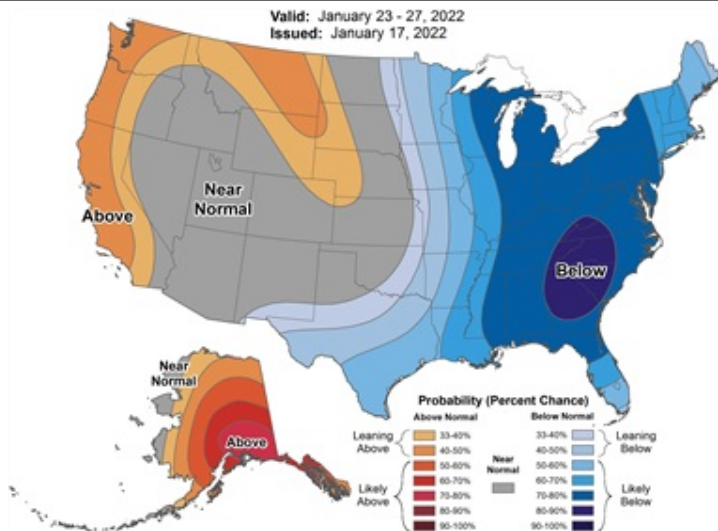 Valid: January 23 - 27, 2022
Issued: January 17, 2022
Above
Near
Normal
Below
Near
Normal
Above
Probability (Percent Chance)
Above Normal
Below Normal
Leaning
Above
33-40%
40-50%
Likely
Above
50-60%
60-70%
70-80%
80-90%
90-100%
Near
Normal
33-40%
40-50%
Leaning
Below
50-60%
60-70%
70-80%
80-90%
90-100%
Likely
Below